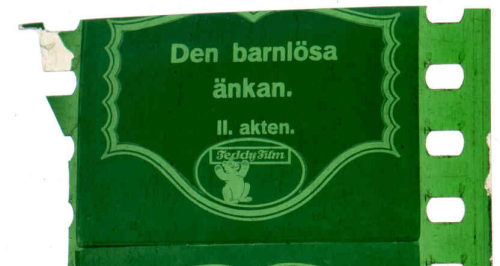 Den barnlösa
änkan.
II. akten.
Teddy Film